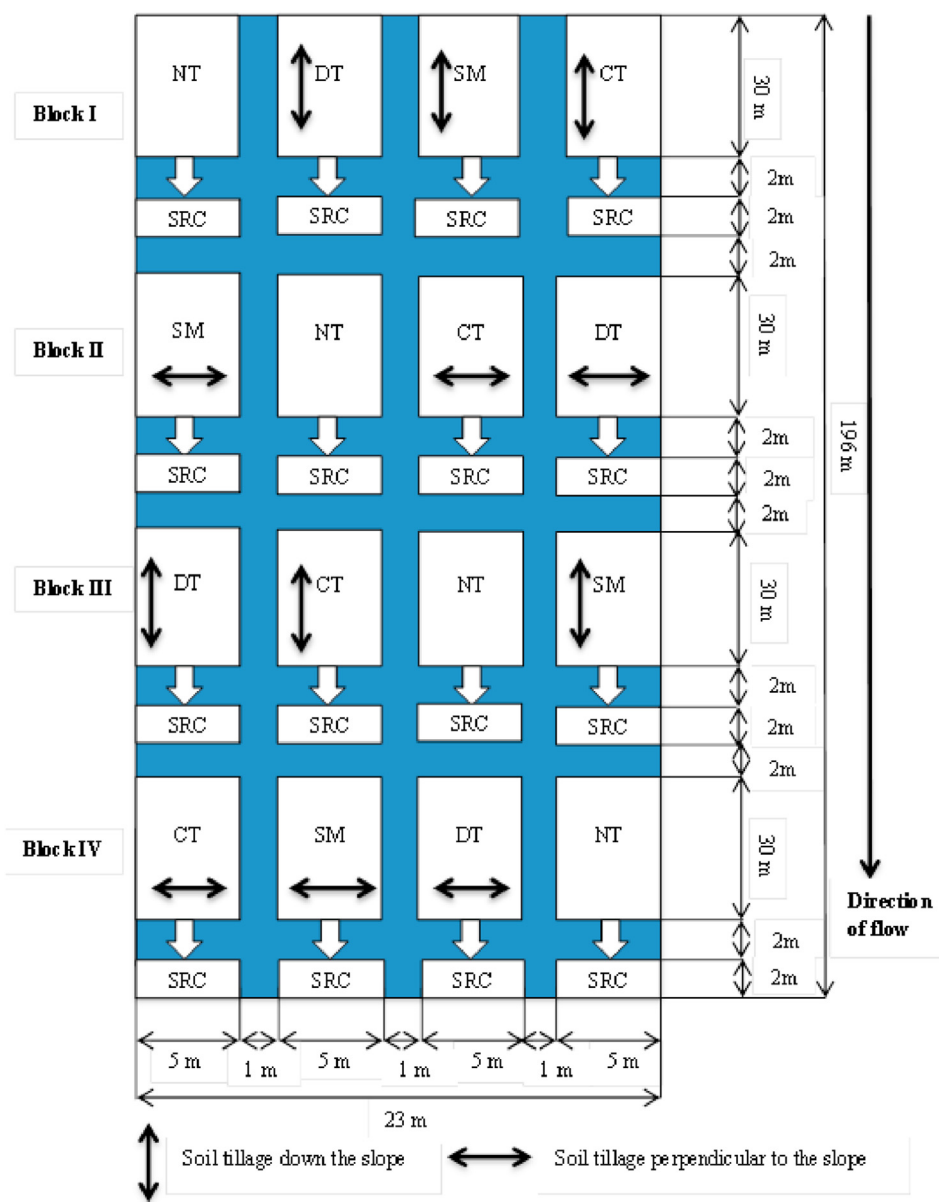 NT DT SM CT
Block I
30 m
2m
SRC SRC SRC SRC
2m
2m
SM NT CT DT
Block II
30 m
196 m
2m
SRC SRC SRC SRC
2m
2m
DT CT NT SM
Block III
30 m
2m
SRC SRC SRC SRC
2m
2m
CT SM DT NT
Block IV
30 m
Direction
of flow
2m
SRC SRC SRC SRC
2m
5 m 1 m 5 m 1 m 5 m 1 m 5 m
23 m
Soil tillage down the slope
Soil tillage perpendicular to the slope